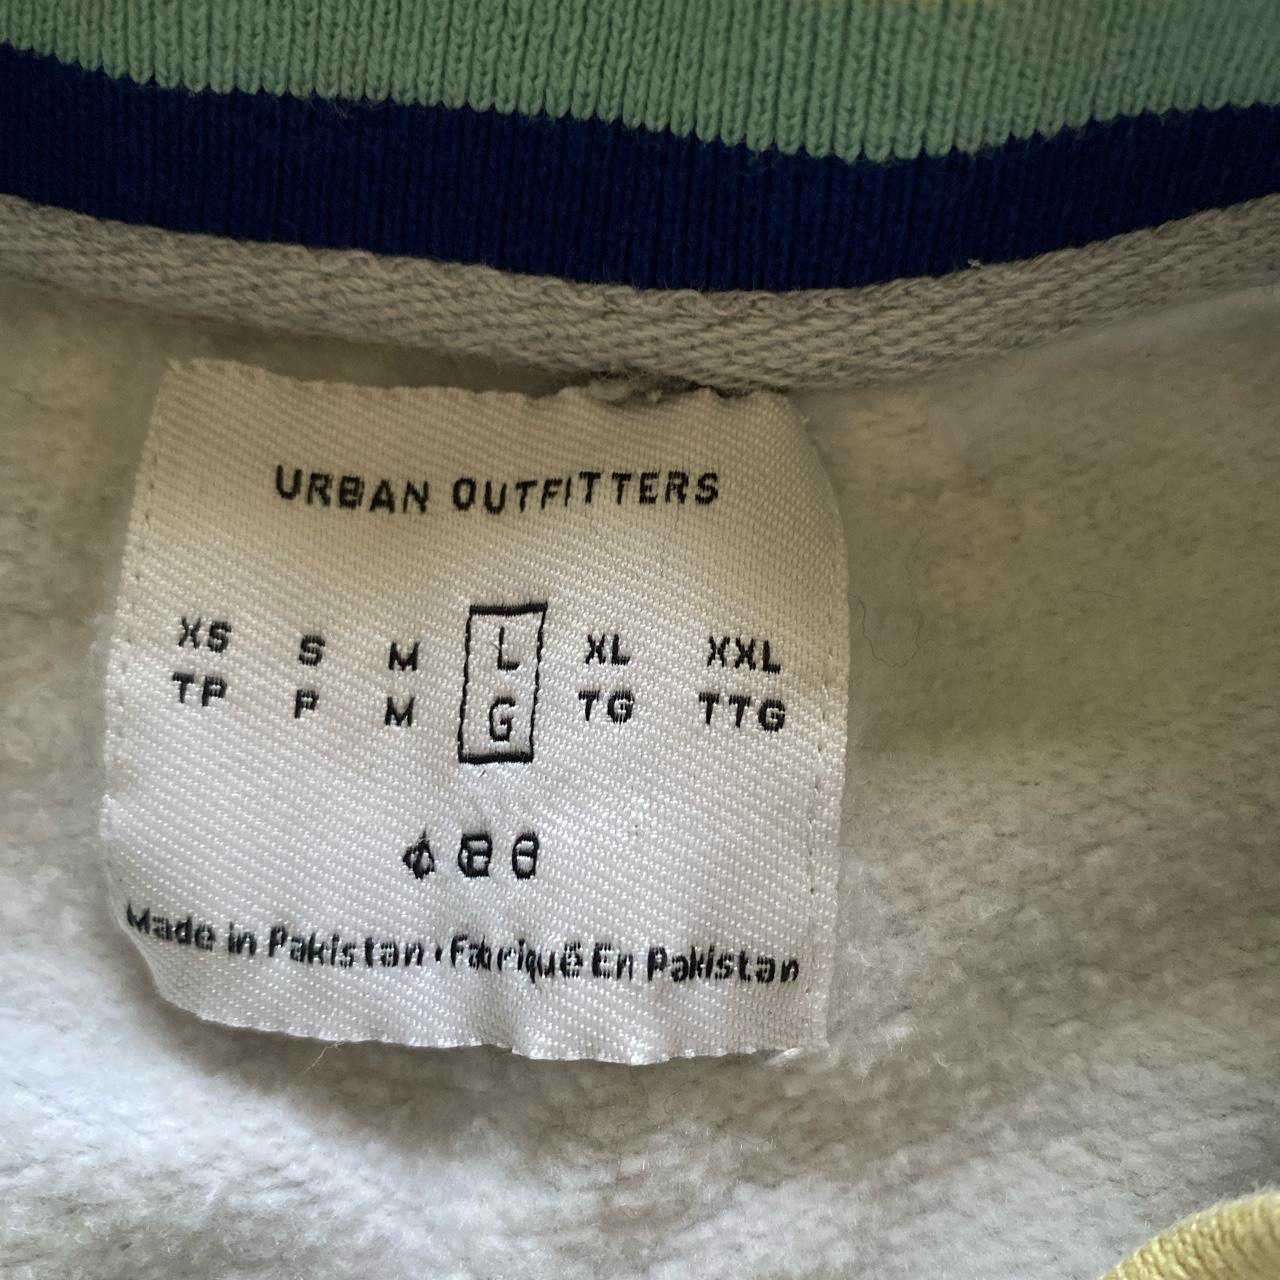 URBAN OUTFITTERS
XS S M L XL XXL
TP P M G TG TTG
Made in Pakistan · Fabriqué En Pakistan